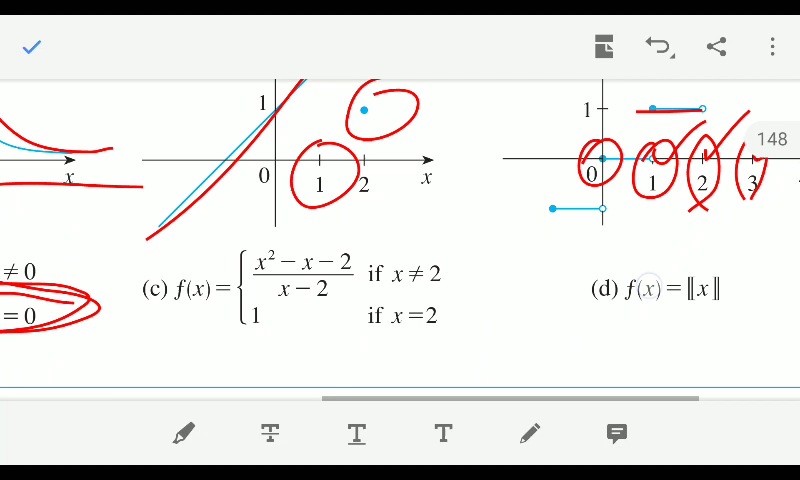 1
1
148
x
0
1
2
x
0
1
2
3
≠ 0
= 0
(c) f(x) = { x² − x − 2 / x − 2 if x ≠ 2
1 if x = 2
(d) f(x) = ⟦x⟧
T
T
T